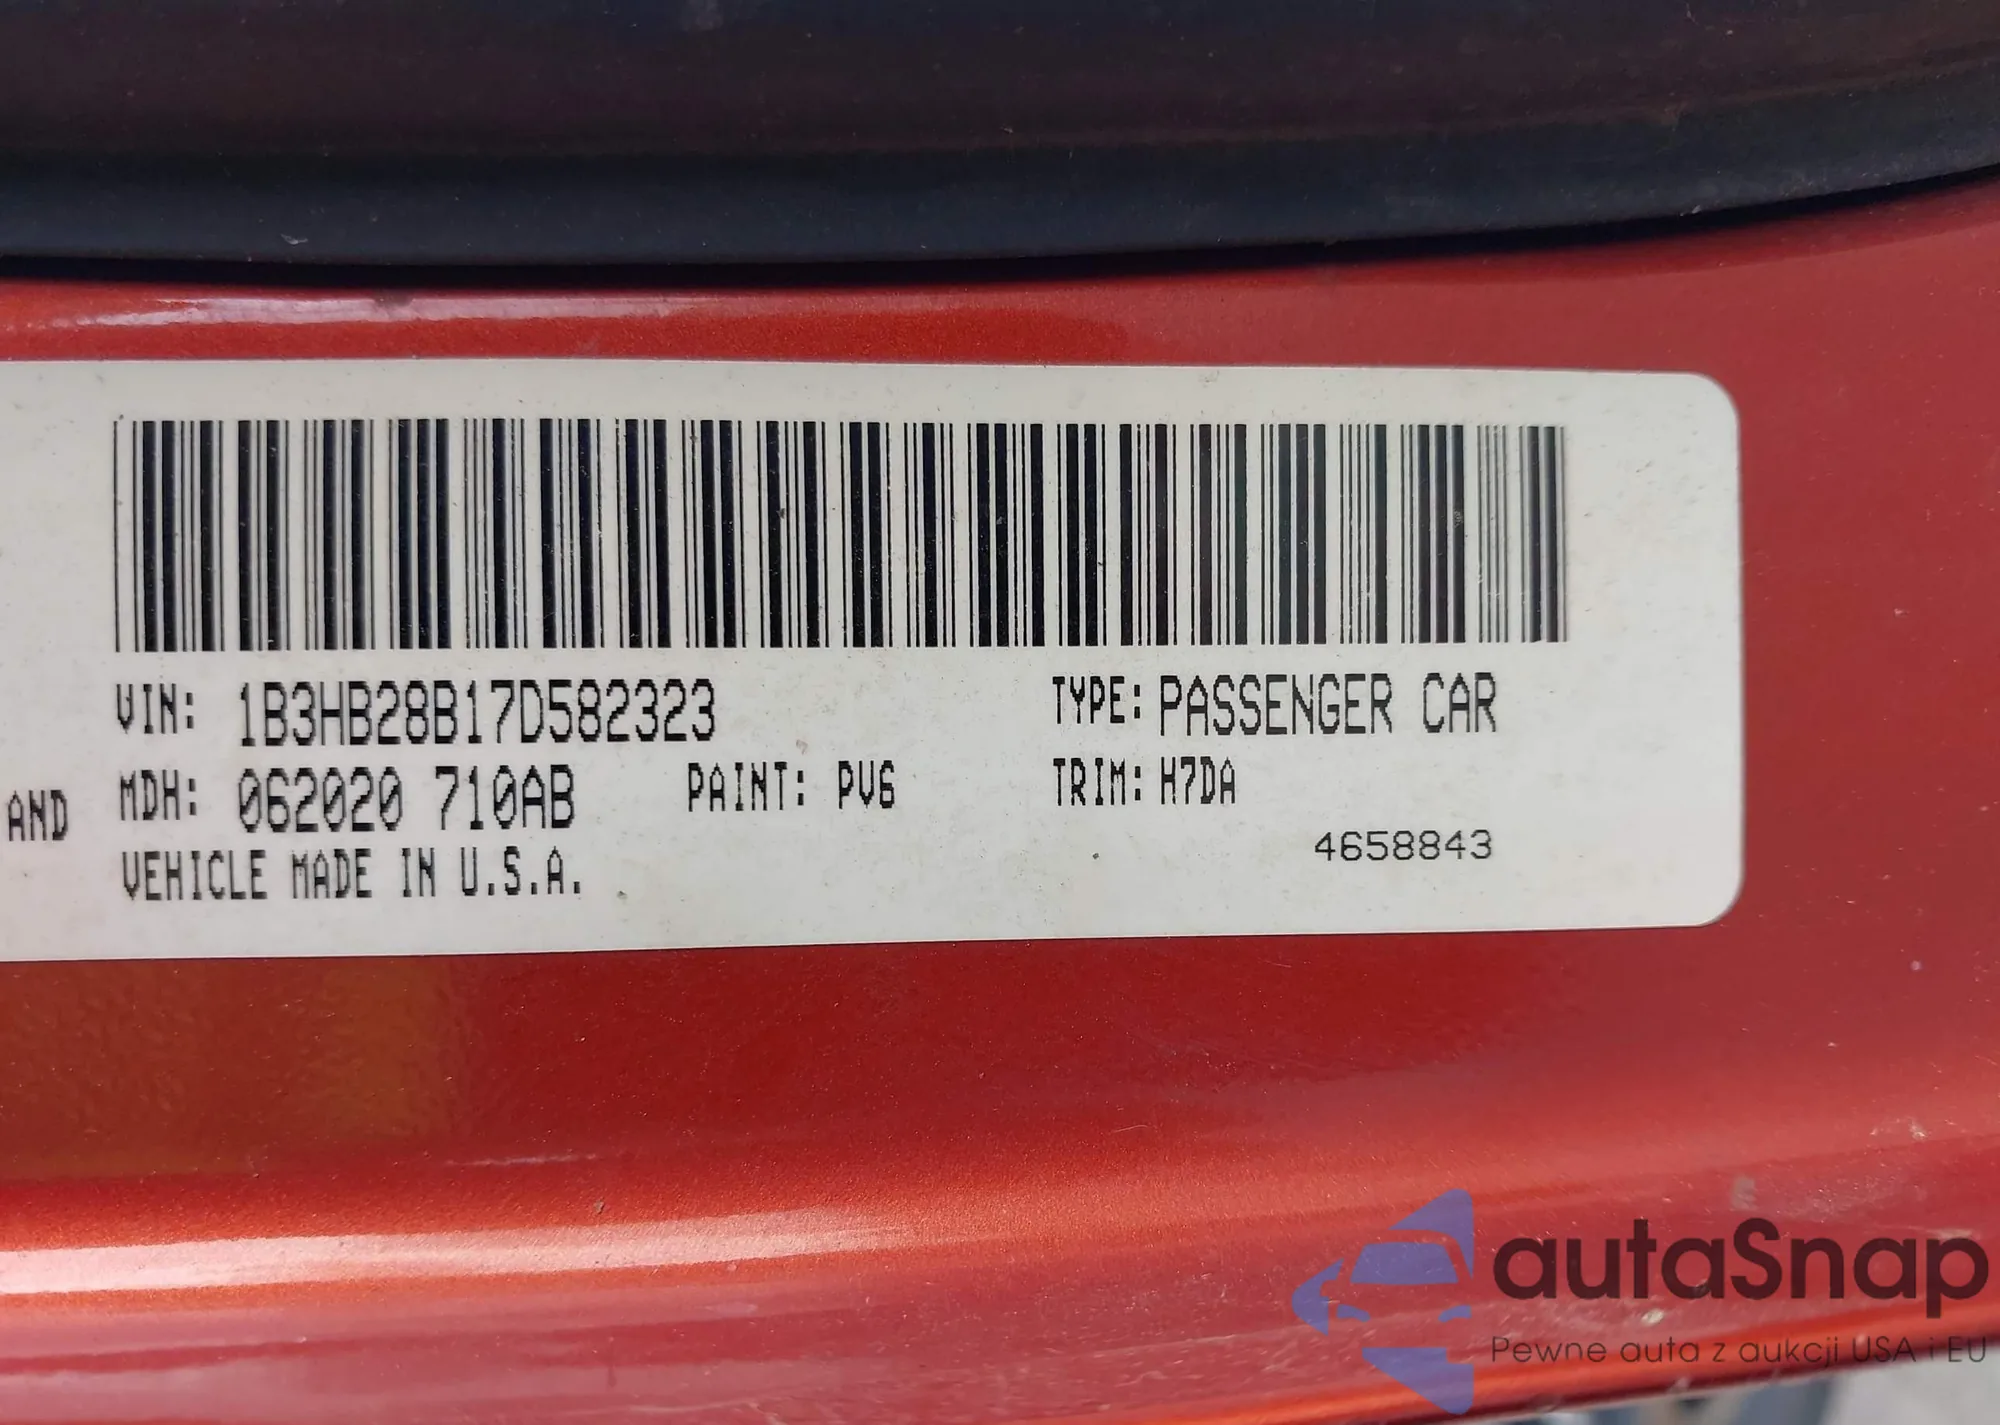 VIN: 1B3HB28B17D582323 TYPE: PASSENGER CAR
AND MDH: 062020 710AB PAINT: PV6 TRIM: H7DA
4658843
VEHICLE MADE IN U.S.A.
autaSnap
Pewne auta z aukcji USA i EU